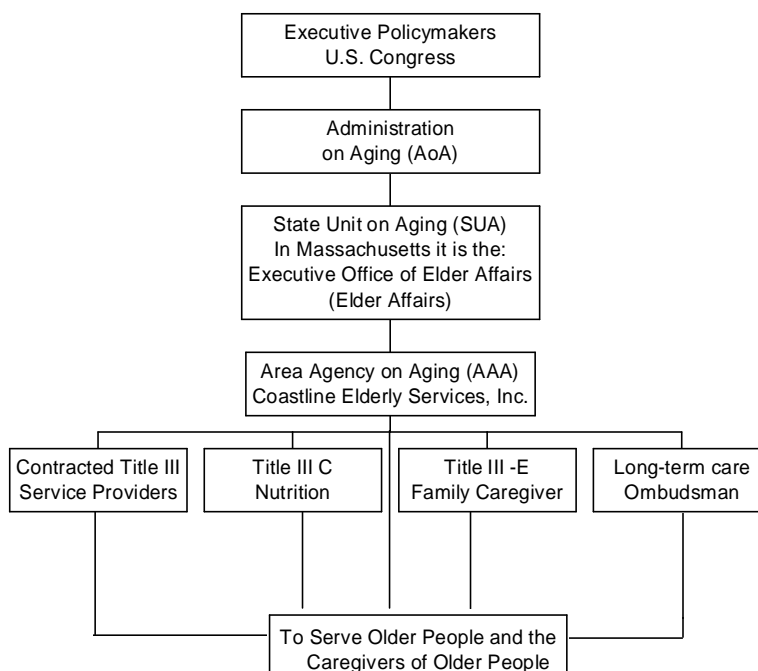 Executive Policymakers
U.S. Congress
Administration
on Aging (AoA)
State Unit on Aging (SUA)
In Massachusetts it is the:
Executive Office of Elder Affairs
(Elder Affairs)
Area Agency on Aging (AAA)
Coastline Elderly Services, Inc.
Contracted Title III
Service Providers
Title III C
Nutrition
Title III -E
Family Caregiver
Long-term care
Ombudsman
To Serve Older People and the
Caregivers of Older People